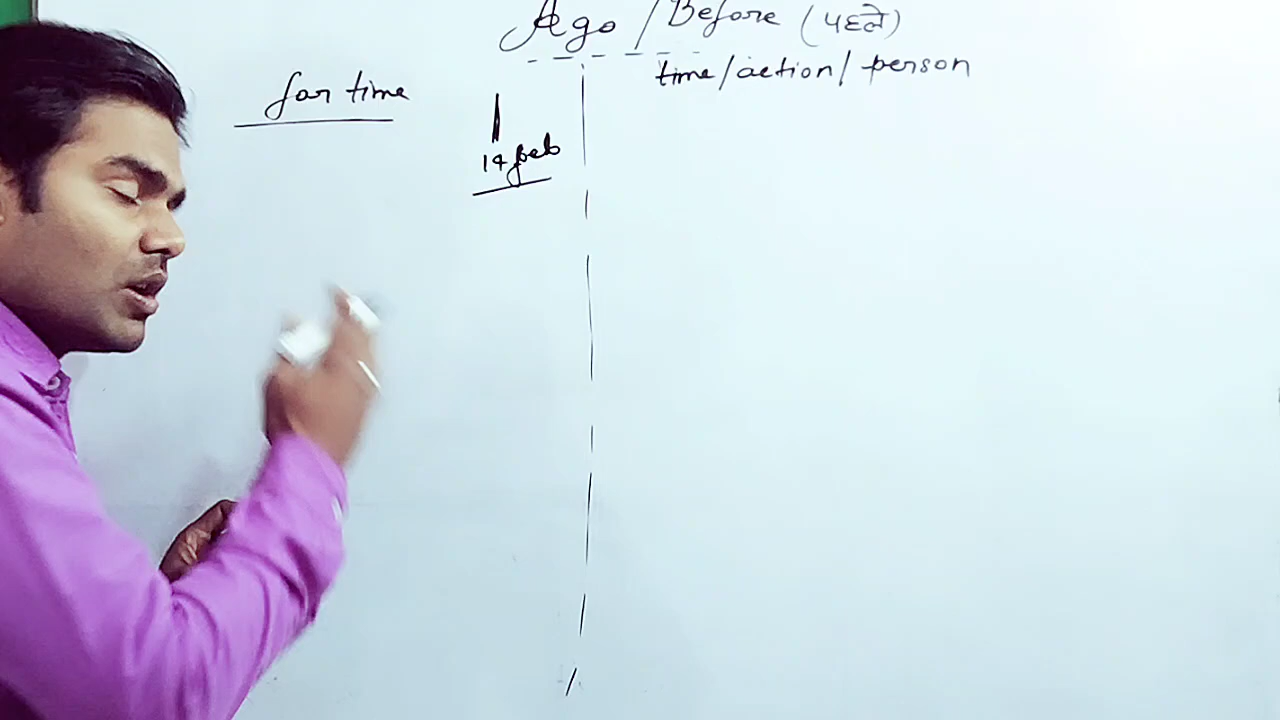 Ago / Before (पहले)
for time
time/action/person
14 feb